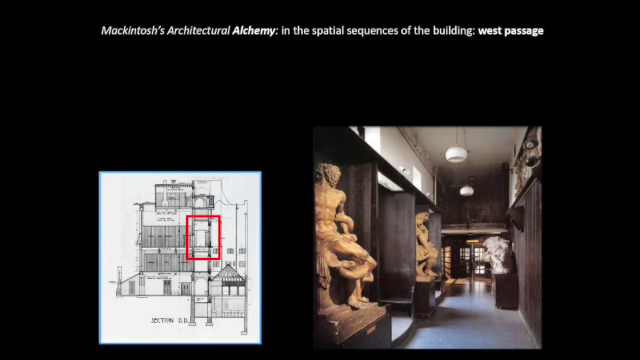 Mackintosh's Architectural Alchemy: in the spatial sequences of the building: west passage
SECTION D.D.